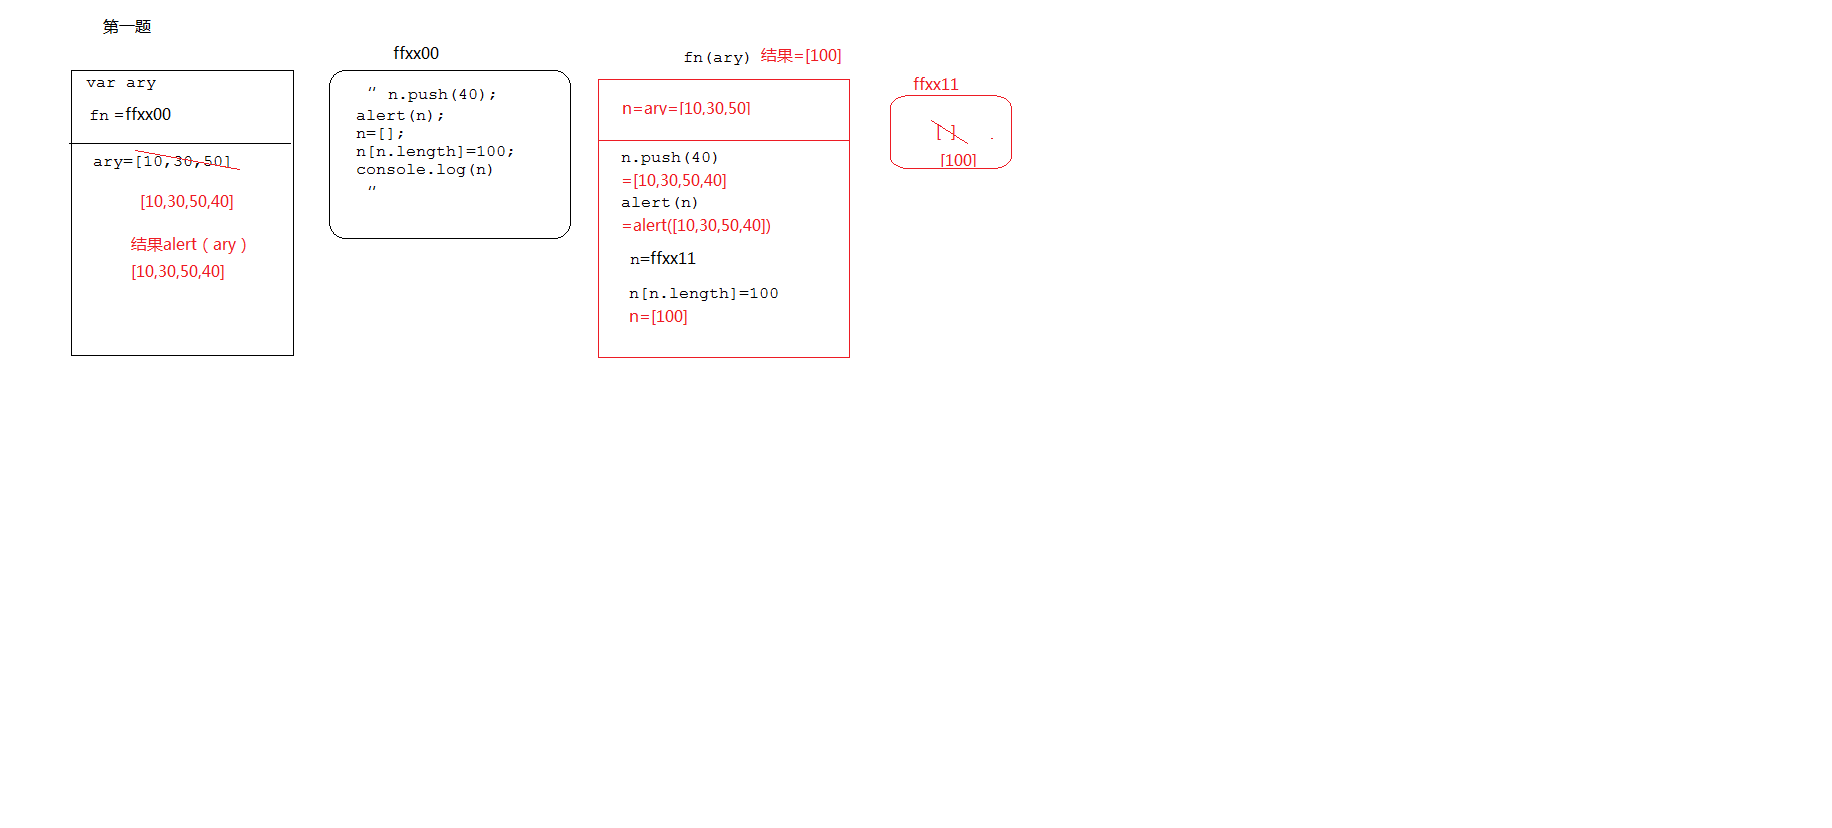 第一题
var ary
fn =ffxx00
ary=[10,30,50]
[10,30,50,40]
结果alert（ary）
[10,30,50,40]
ffxx00
“ n.push(40);
alert(n);
n=[];
n[n.length]=100;
console.log(n)
“
fn(ary) 结果=[100]
n=ary=[10,30,50]
n.push(40)
=[10,30,50,40]
alert(n)
=alert([10,30,50,40])
n=ffxx11
n[n.length]=100
n=[100]
ffxx11
[ ]
[100]